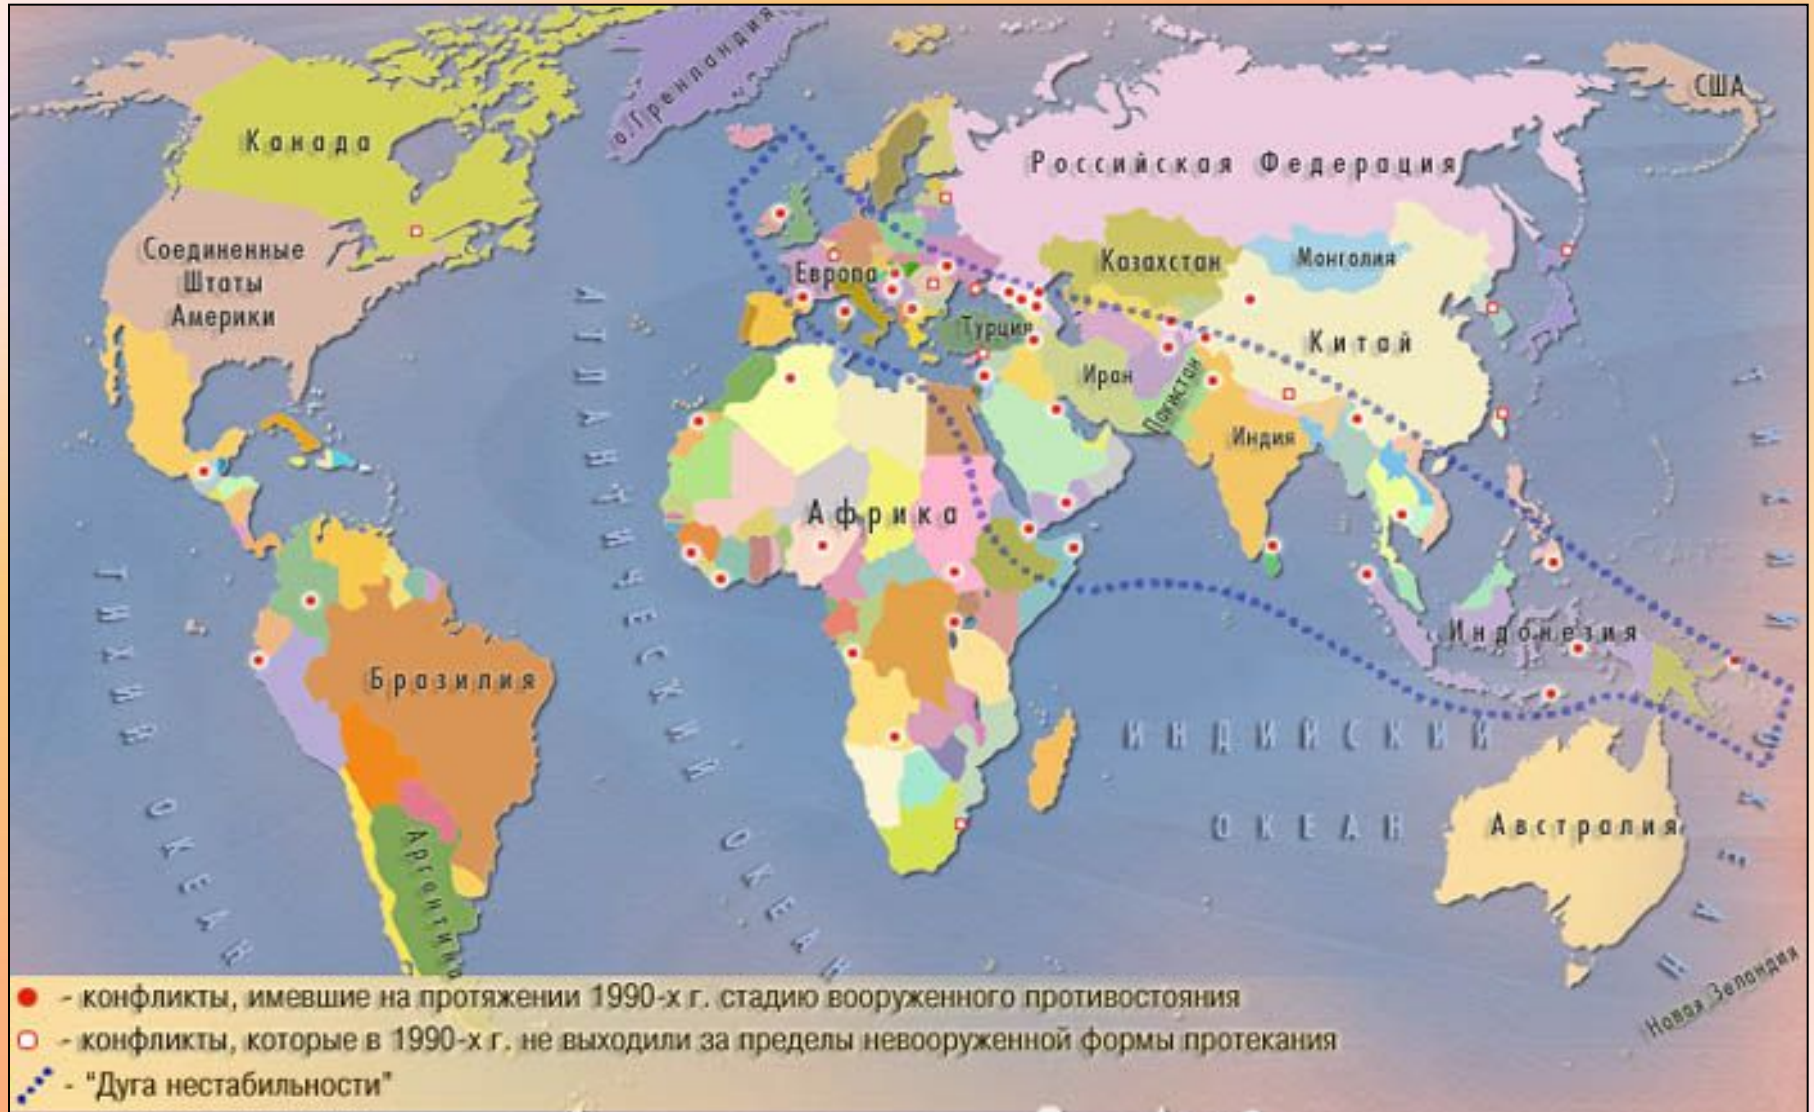 о.Гренландия
США
Канада
Российская Федерация
Соединенные
Штаты
Америки
Европа
Казахстан
Монголия
Турция
Китай
Иран
Пакистан
Индия
Африка
АТЛАНТИЧЕСКИЙ ОКЕАН
ТИХИЙ ОКЕАН
Индонезия
Бразилия
ИНДИЙСКИЙ
ОКЕАН
Австралия
Аргентина
Новая Зеландия
- конфликты, имевшие на протяжении 1990-х г. стадию вооруженного противостояния
- конфликты, которые в 1990-х г. не выходили за пределы невооруженной формы протекания
- "Дуга нестабильности"